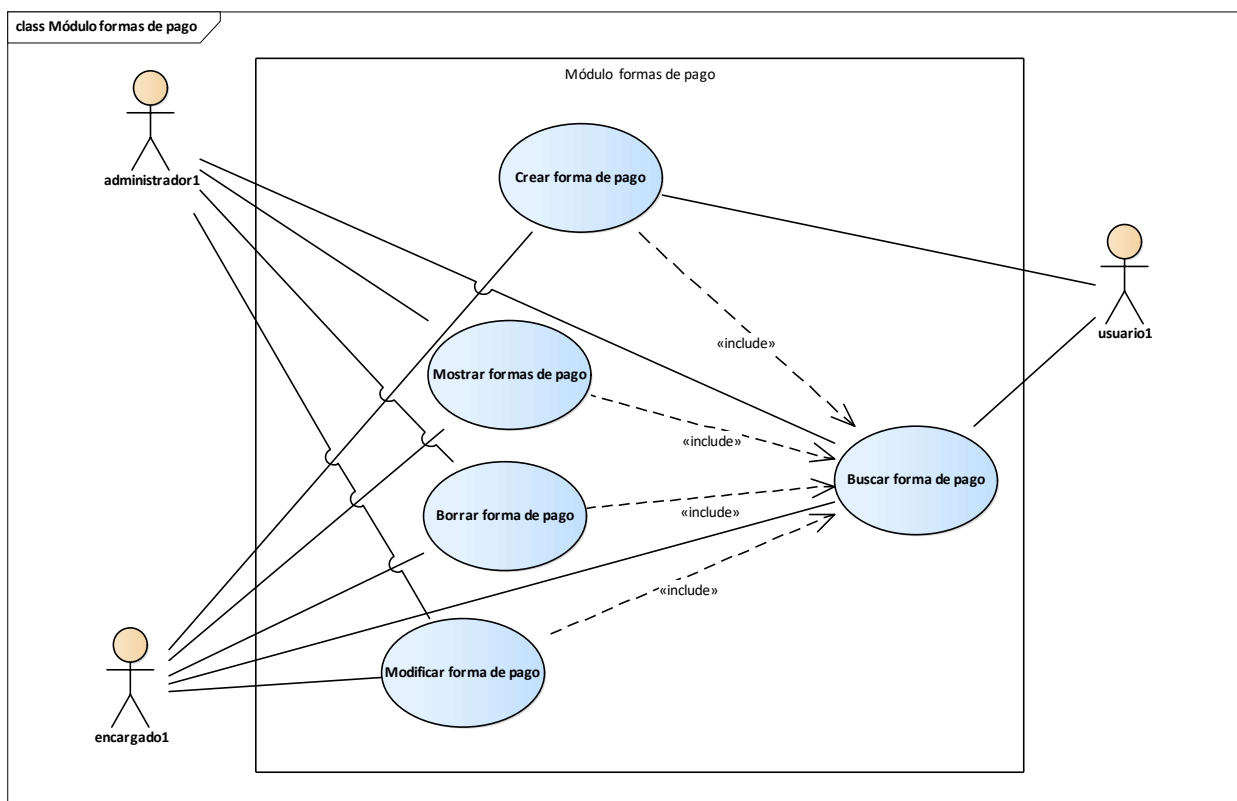 class Módulo formas de pago
Módulo formas de pago
administrador1
Crear forma de pago
usuario1
«include»
Mostrar formas de pago
«include»
Buscar forma de pago
Borrar forma de pago
«include»
«include»
Modificar forma de pago
encargado1